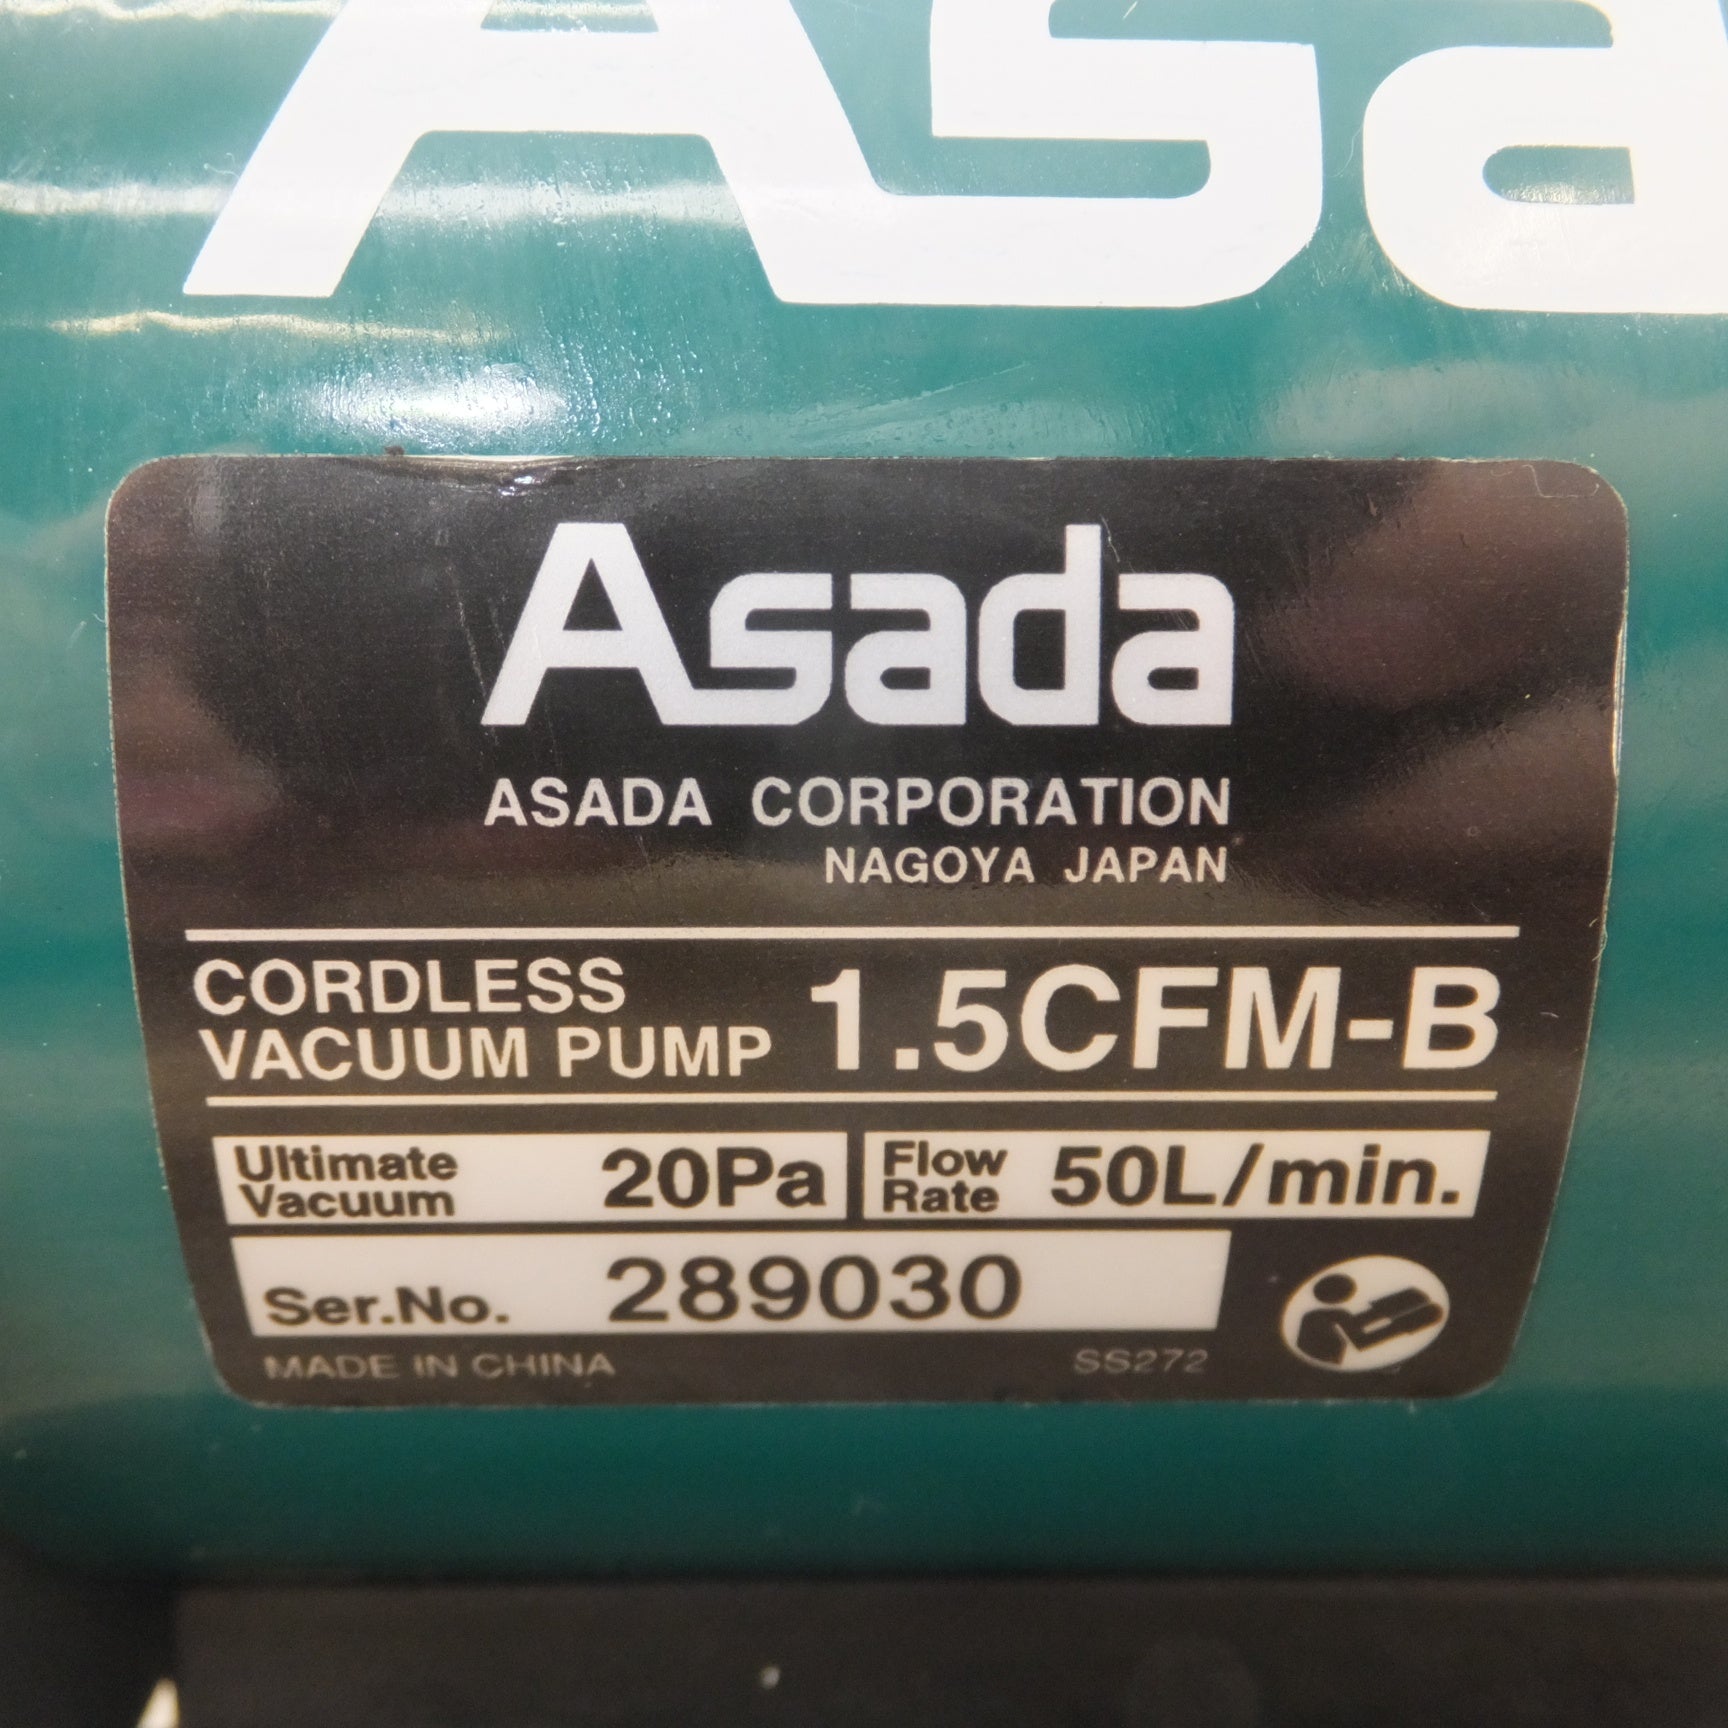 Asa
Asada
ASADA CORPORATION
NAGOYA JAPAN
CORDLESS
VACUUM PUMP 1.5CFM-B
Ultimate Vacuum 20Pa
Flow Rate 50L/min.
Ser.No. 289030
MADE IN CHINA SS272